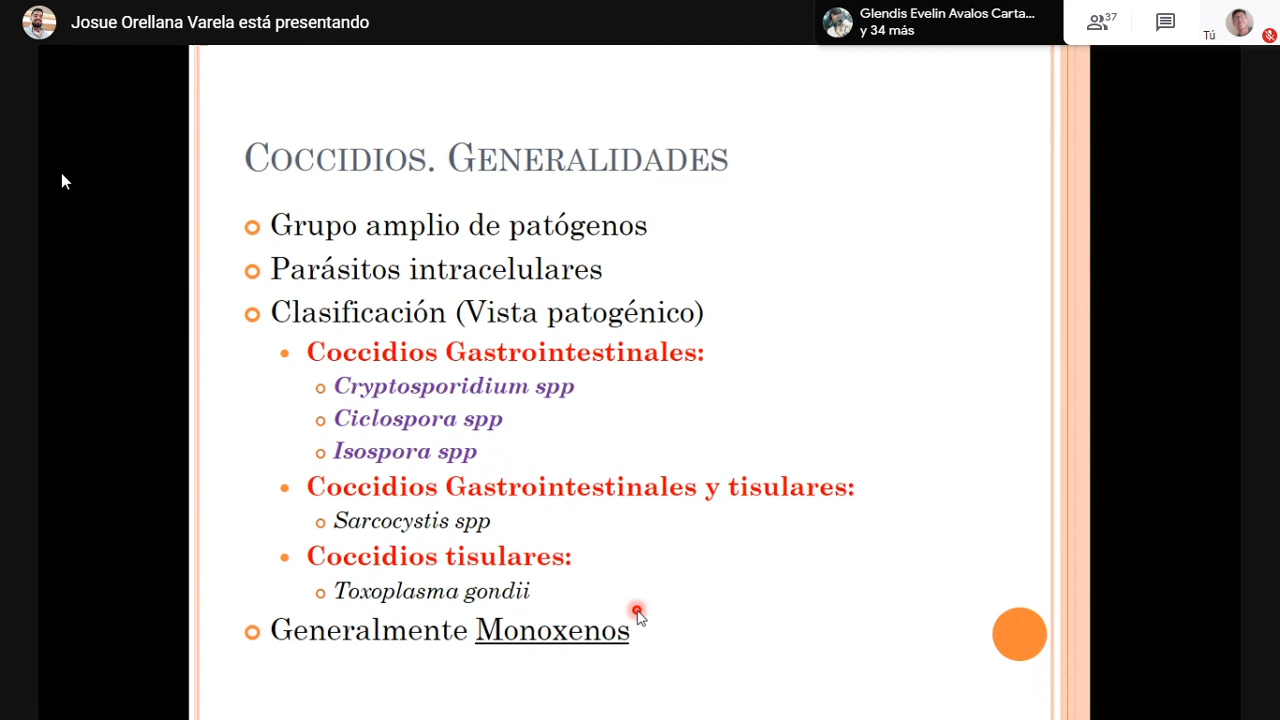 Josue Orellana Varela está presentando
Glendis Evelin Avalos Carta...
y 34 más
37
Tú
COCCIDIOS. GENERALIDADES
Grupo amplio de patógenos
Parásitos intracelulares
Clasificación (Vista patogénico)
Coccidios Gastrointestinales:
Cryptosporidium spp
Ciclospora spp
Isospora spp
Coccidios Gastrointestinales y tisulares:
Sarcocystis spp
Coccidios tisulares:
Toxoplasma gondii
Generalmente Monoxenos